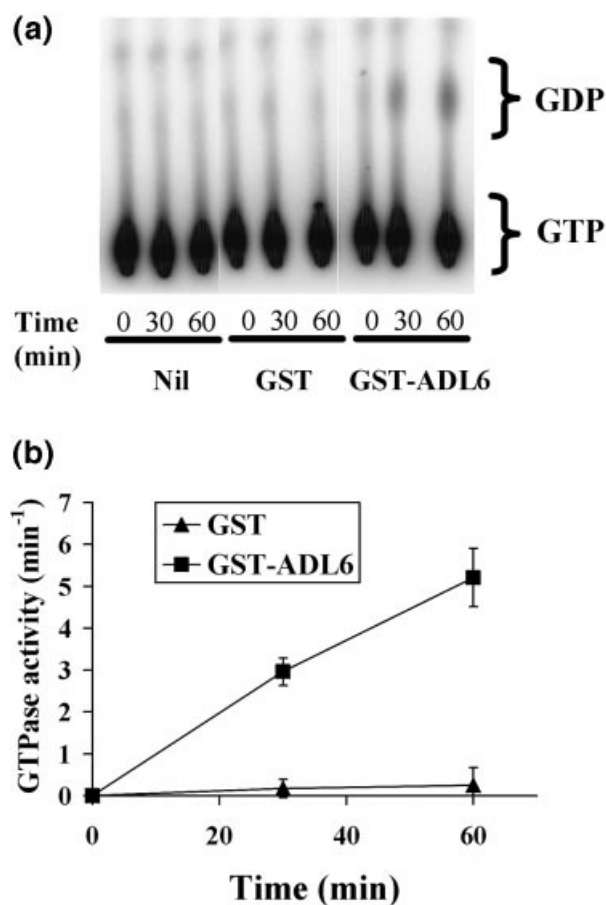 (a)
GDP
GTP
Time (min)
0 30 60 0 30 60 0 30 60
Nil GST GST-ADL6
(b)
GTPase activity (min⁻¹)
7
6
5
4
3
2
1
0
GST
GST-ADL6
0 20 40 60
Time (min)